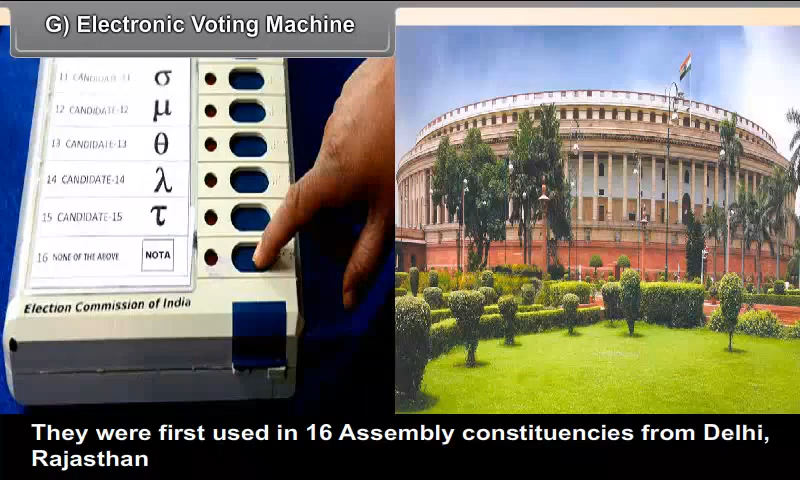 G) Electronic Voting Machine
11 CANDIDATE-11 σ
12 CANDIDATE-12 μ
13 CANDIDATE-13 θ
14 CANDIDATE-14 λ
15 CANDIDATE-15 τ
16 NONE OF THE ABOVE NOTA
Election Commission of India
They were first used in 16 Assembly constituencies from Delhi,
Rajasthan